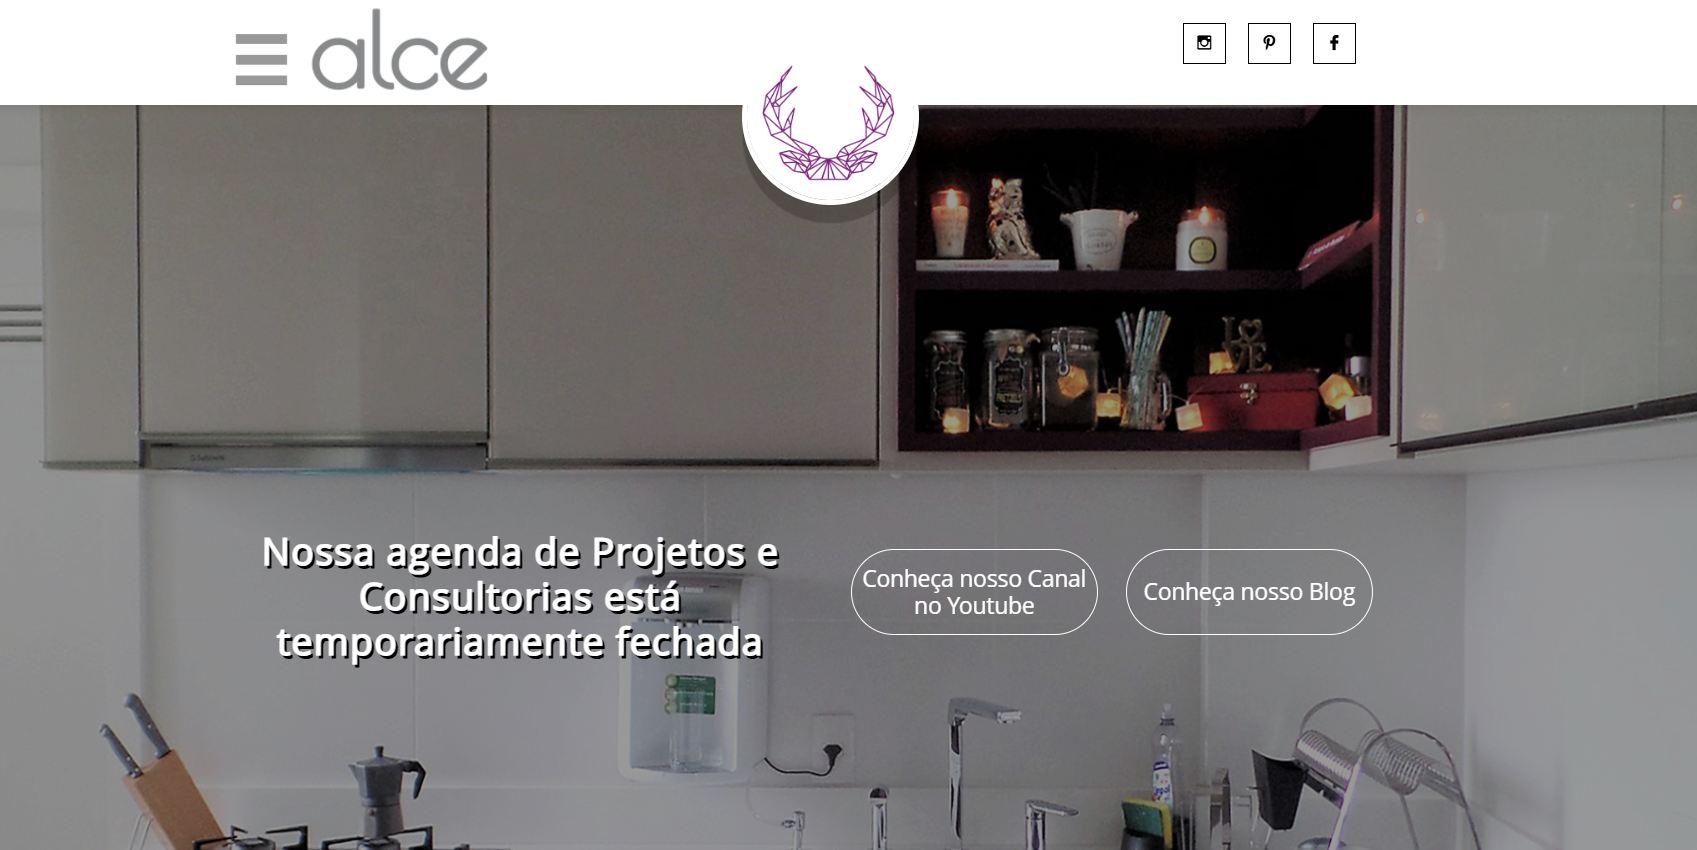 alce
Nossa agenda de Projetos e
Consultorias está
temporariamente fechada
Conheça nosso Canal
no Youtube
Conheça nosso Blog